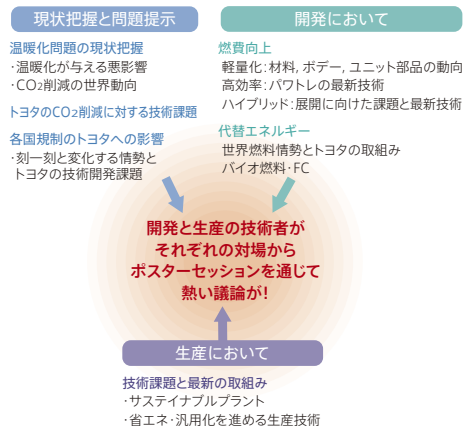 現状把握と問題提示
温暖化問題の現状把握
・温暖化が与える悪影響
・CO2削減の世界動向
トヨタのCO2削減に対する技術課題
各国規制のトヨタへの影響
・刻一刻と変化する情勢と
トヨタの技術開発課題
開発において
燃費向上
軽量化：材料，ボデー，ユニット部品の動向
高効率：パワトレの最新技術
ハイブリッド：展開に向けた課題と最新技術
代替エネルギー
世界燃料情勢とトヨタの取組み
バイオ燃料・FC
開発と生産の技術者が
それぞれの対場から
ポスターセッションを通じて
熱い議論が！
生産において
技術課題と最新の取組み
・サステイナブルプラント
・省エネ・汎用化を進める生産技術